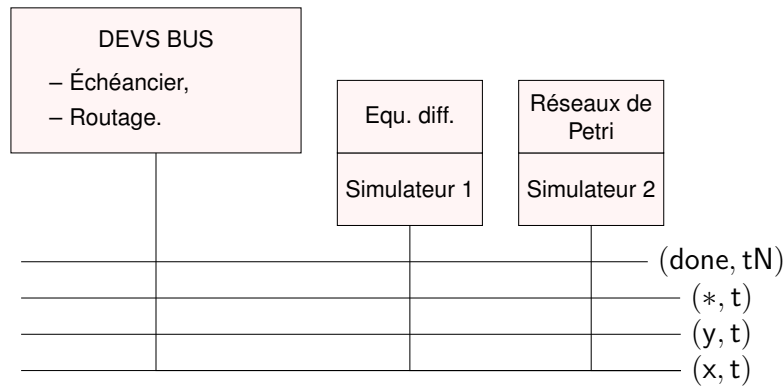 DEVS BUS
– Échéancier,
– Routage.
Equ. diff.
Simulateur 1
Réseaux de
Petri
Simulateur 2
(done, tN)
(∗, t)
(y, t)
(x, t)